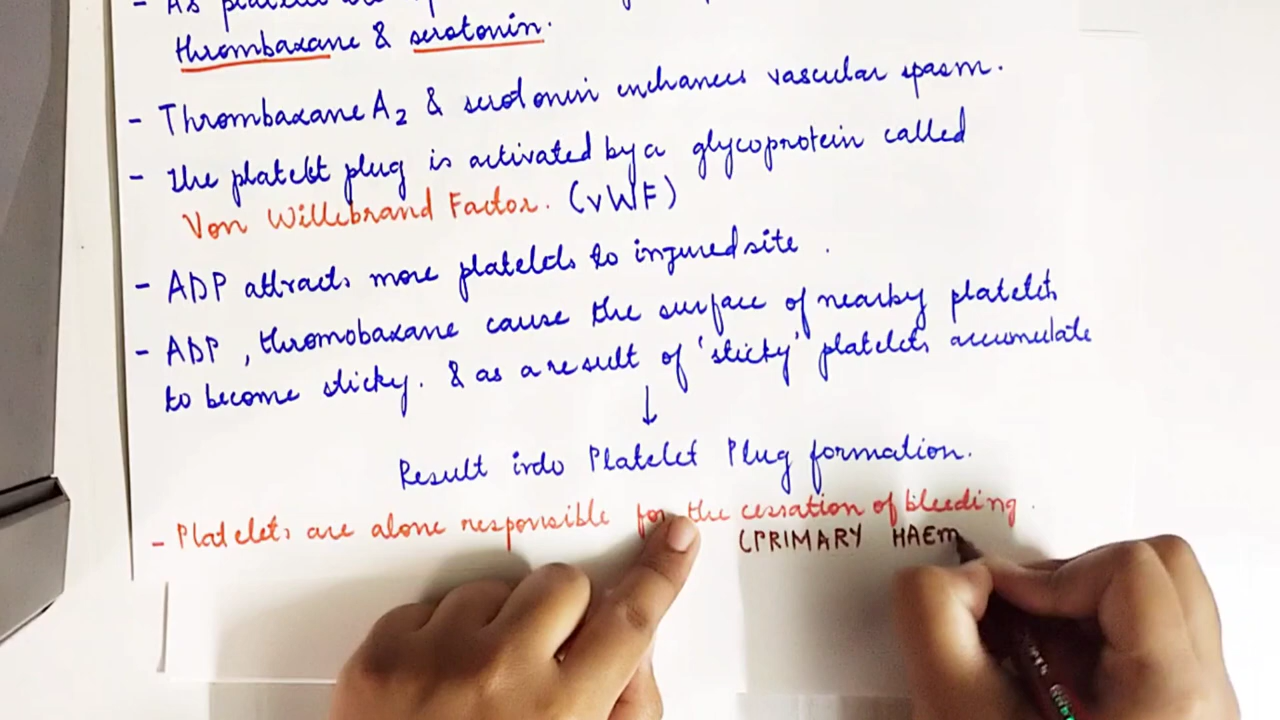 - As platelet
thrombaxane & serotonin.
- Thrombaxane A2 & serotonin enchances vascular spasm.
- The platelet plug is activated by a glycoprotein called
Von Willebrand Factor. (vWF)
- ADP attracts more platelets to injured site.
- ADP, thromobaxane cause the surface of nearby platelets
to become sticky. & as a result of 'sticky' platelets accumulate
↓
Result into Platelet Plug formation.
- Platelets are alone responsible for the cessation of bleeding.
(PRIMARY HAEM